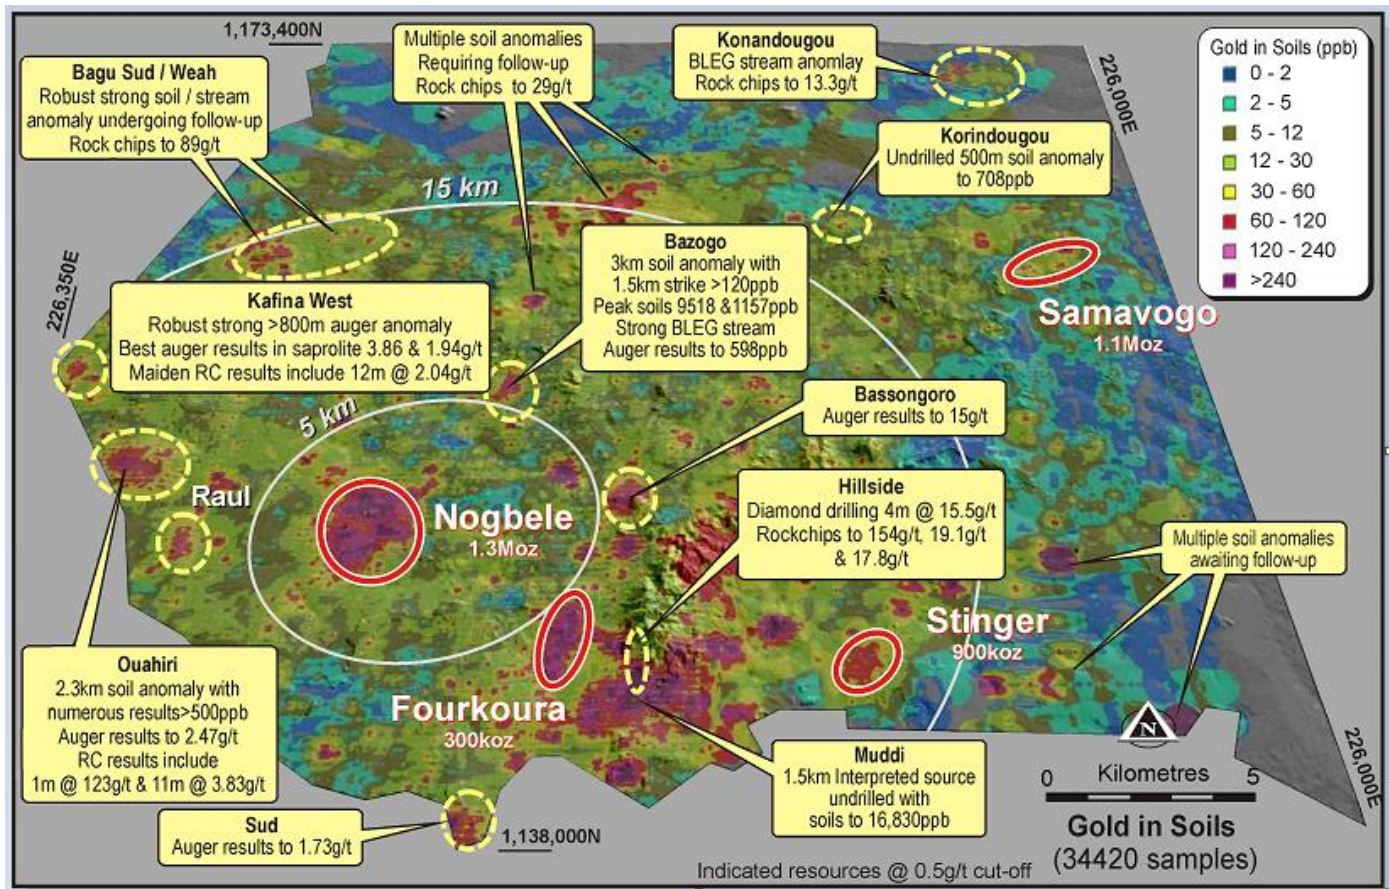 1,173,400N
Bagu Sud / Weah
Robust strong soil / stream
anomaly undergoing follow-up
Rock chips to 89g/t
Multiple soil anomalies
Requiring follow-up
Rock chips to 29g/t
Konandougou
BLEG stream anomlay
Rock chips to 13.3g/t
226,000E
Gold in Soils (ppb)
0 - 2
2 - 5
5 - 12
12 - 30
30 - 60
60 - 120
120 - 240
>240
Korindougou
Undrilled 500m soil anomaly
to 708ppb
15 km
226,350E
Kafina West
Robust strong >800m auger anomaly
Best auger results in saprolite 3.86 & 1.94g/t
Maiden RC results include 12m @ 2.04g/t
Bazogo
3km soil anomaly with
1.5km strike >120ppb
Peak soils 9518 &1157ppb
Strong BLEG stream
Auger results to 598ppb
Samavogo
1.1Moz
5 km
Bassongoro
Auger results to 15g/t
Raul
Nogbele
1.3Moz
Hillside
Diamond drilling 4m @ 15.5g/t
Rockchips to 154g/t, 19.1g/t
& 17.8g/t
Multiple soil anomalies
awaiting follow-up
Stinger
900koz
Ouahiri
2.3km soil anomaly with
numerous results>500ppb
Auger results to 2.47g/t
RC results include
1m @ 123g/t & 11m @ 3.83g/t
Fourkoura
300koz
Muddi
1.5km Interpreted source
undrilled with
soils to 16,830ppb
N
226,000E
0 Kilometres 5
Sud
Auger results to 1.73g/t
1,138,000N
Gold in Soils
(34420 samples)
Indicated resources @ 0.5g/t cut-off